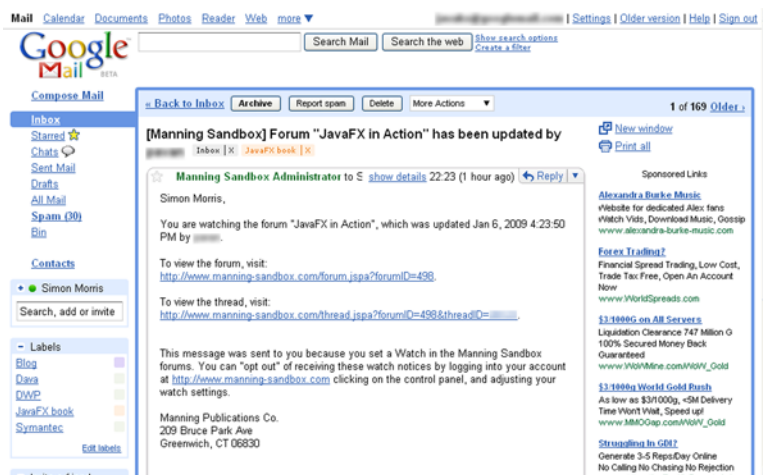 Mail Calendar Documents Photos Reader Web more ▼ | Settings | Older version | Help | Sign out
Google Mail BETA
Search Mail Search the web Show search options
Create a filter
Compose Mail
Inbox
Starred
Chats
Sent Mail
Drafts
All Mail
Spam (30)
Bin
Contacts
Simon Morris
Search, add or invite
− Labels
Blog
Dava
DWP
JavaFX book
Symantec
Edit labels
« Back to Inbox Archive Report spam Delete More Actions ▼ 1 of 169 Older ›
[Manning Sandbox] Forum "JavaFX in Action" has been updated by
Inbox | X JavaFX book | X
Manning Sandbox Administrator to S show details 22:23 (1 hour ago) Reply ▼
Simon Morris,
You are watching the forum "JavaFX in Action", which was updated Jan 6, 2009 4:23:50
PM by .
To view the forum, visit:
http://www.manning-sandbox.com/forum.jspa?forumID=498.
To view the thread, visit:
http://www.manning-sandbox.com/thread.jspa?forumID=498&threadID= .
This message was sent to you because you set a Watch in the Manning Sandbox
forums. You can "opt out" of receiving these watch notices by logging into your account
at http://www.manning-sandbox.com clicking on the control panel, and adjusting your
watch settings.
Manning Publications Co.
209 Bruce Park Ave
Greenwich, CT 06830
New window
Print all
Sponsored Links
Alexandra Burke Music
Website for dedicated Alex fans
Watch Vids, Download Music, Gossip
www.alexandra-burke-music.com
Forex Trading?
Financial Spread Trading, Low Cost,
Trade Tax Free, Open An Account
Now
www.WorldSpreads.com
$3/1000G on All Servers
Liquidation Clearance 747 Million G
100% Secured Money Back
Guaranteed
www.WoWMine.com/WoW_Gold
$3/1000g World Gold Rush
As low as $3/1000g, <5M Delivery
Time Won't Wait, Speed up!
www.MMOGap.com/WoW_Gold
Struggling In GDI?
Generate 3-5 Reps/Day Online
No Calling No Chasing No Rejection